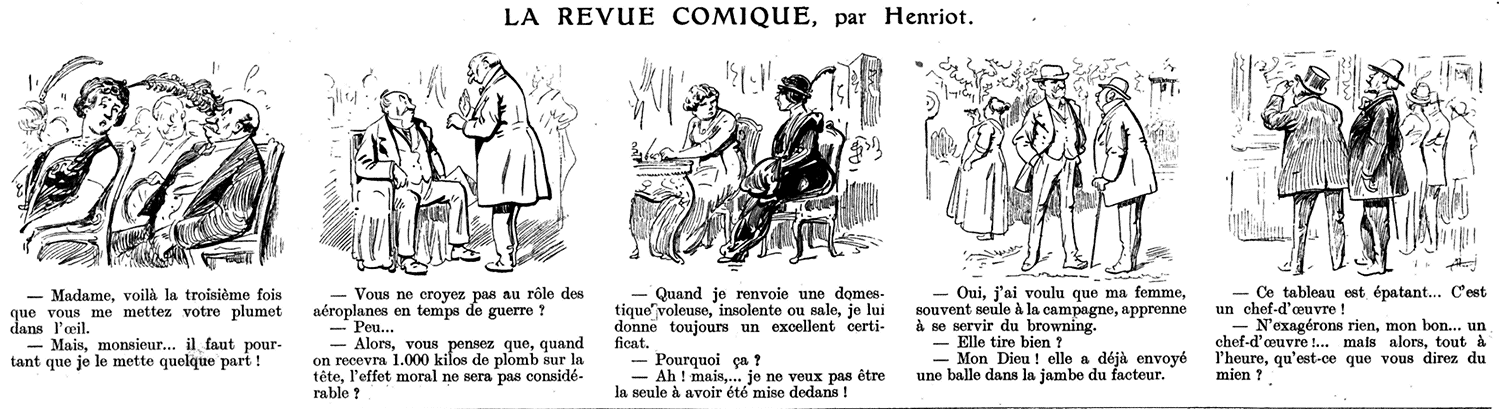 LA REVUE COMIQUE, par Henriot.
— Madame, voilà la troisième fois
que vous me mettez votre plumet
dans l'œil.
— Mais, monsieur... il faut pour-
tant que je le mette quelque part !
— Vous ne croyez pas au rôle des
aéroplanes en temps de guerre ?
— Peu...
— Alors, vous pensez que, quand
on recevra 1.000 kilos de plomb sur la
tête, l'effet moral ne sera pas considé-
rable ?
— Quand je renvoie une domes-
tique voleuse, insolente ou sale, je lui
donne toujours un excellent certi-
ficat.
— Pourquoi ça ?
— Ah ! mais,... je ne veux pas être
la seule à avoir été mise dedans !
— Oui, j'ai voulu que ma femme,
souvent seule à la campagne, apprenne
à se servir du browning.
— Elle tire bien ?
— Mon Dieu ! elle a déjà envoyé
une balle dans la jambe du facteur.
— Ce tableau est épatant... C'est
un chef-d'œuvre !
— N'exagérons rien, mon bon... un
chef-d'œuvre !... mais alors, tout à
l'heure, qu'est-ce que vous direz du
mien ?